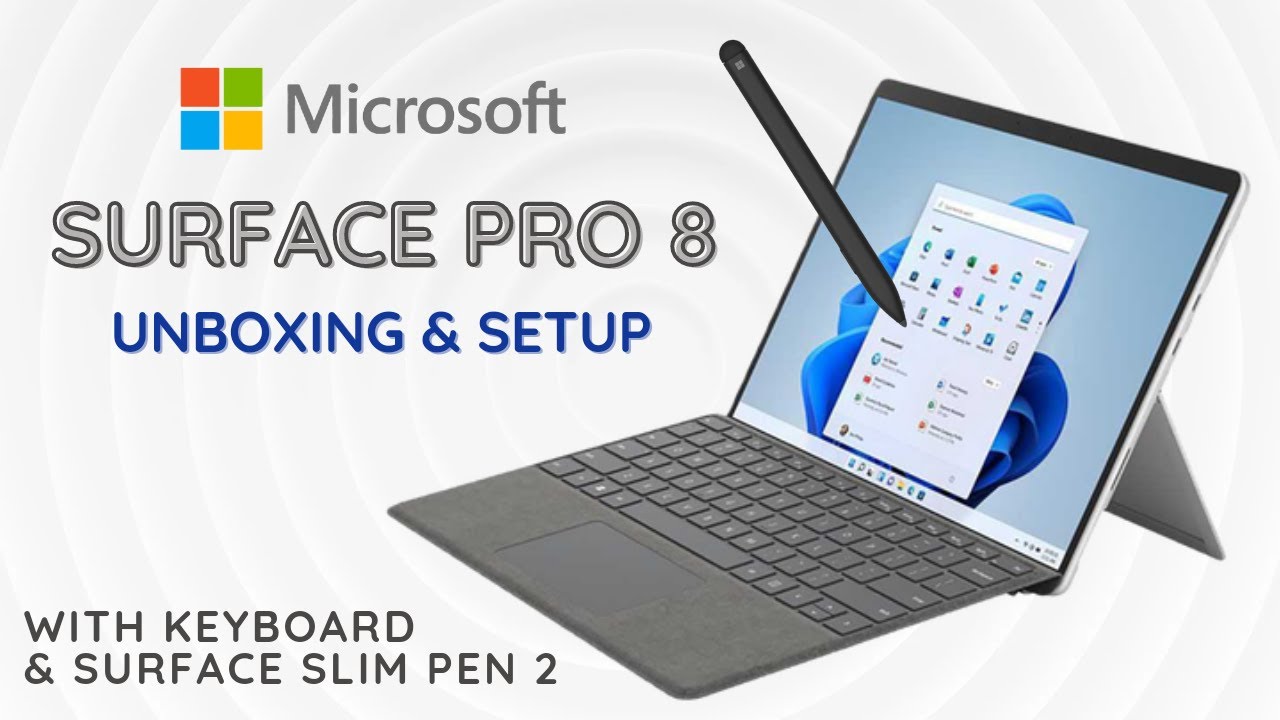 Microsoft
SURFACE PRO 8
UNBOXING & SETUP
WITH KEYBOARD
& SURFACE SLIM PEN 2